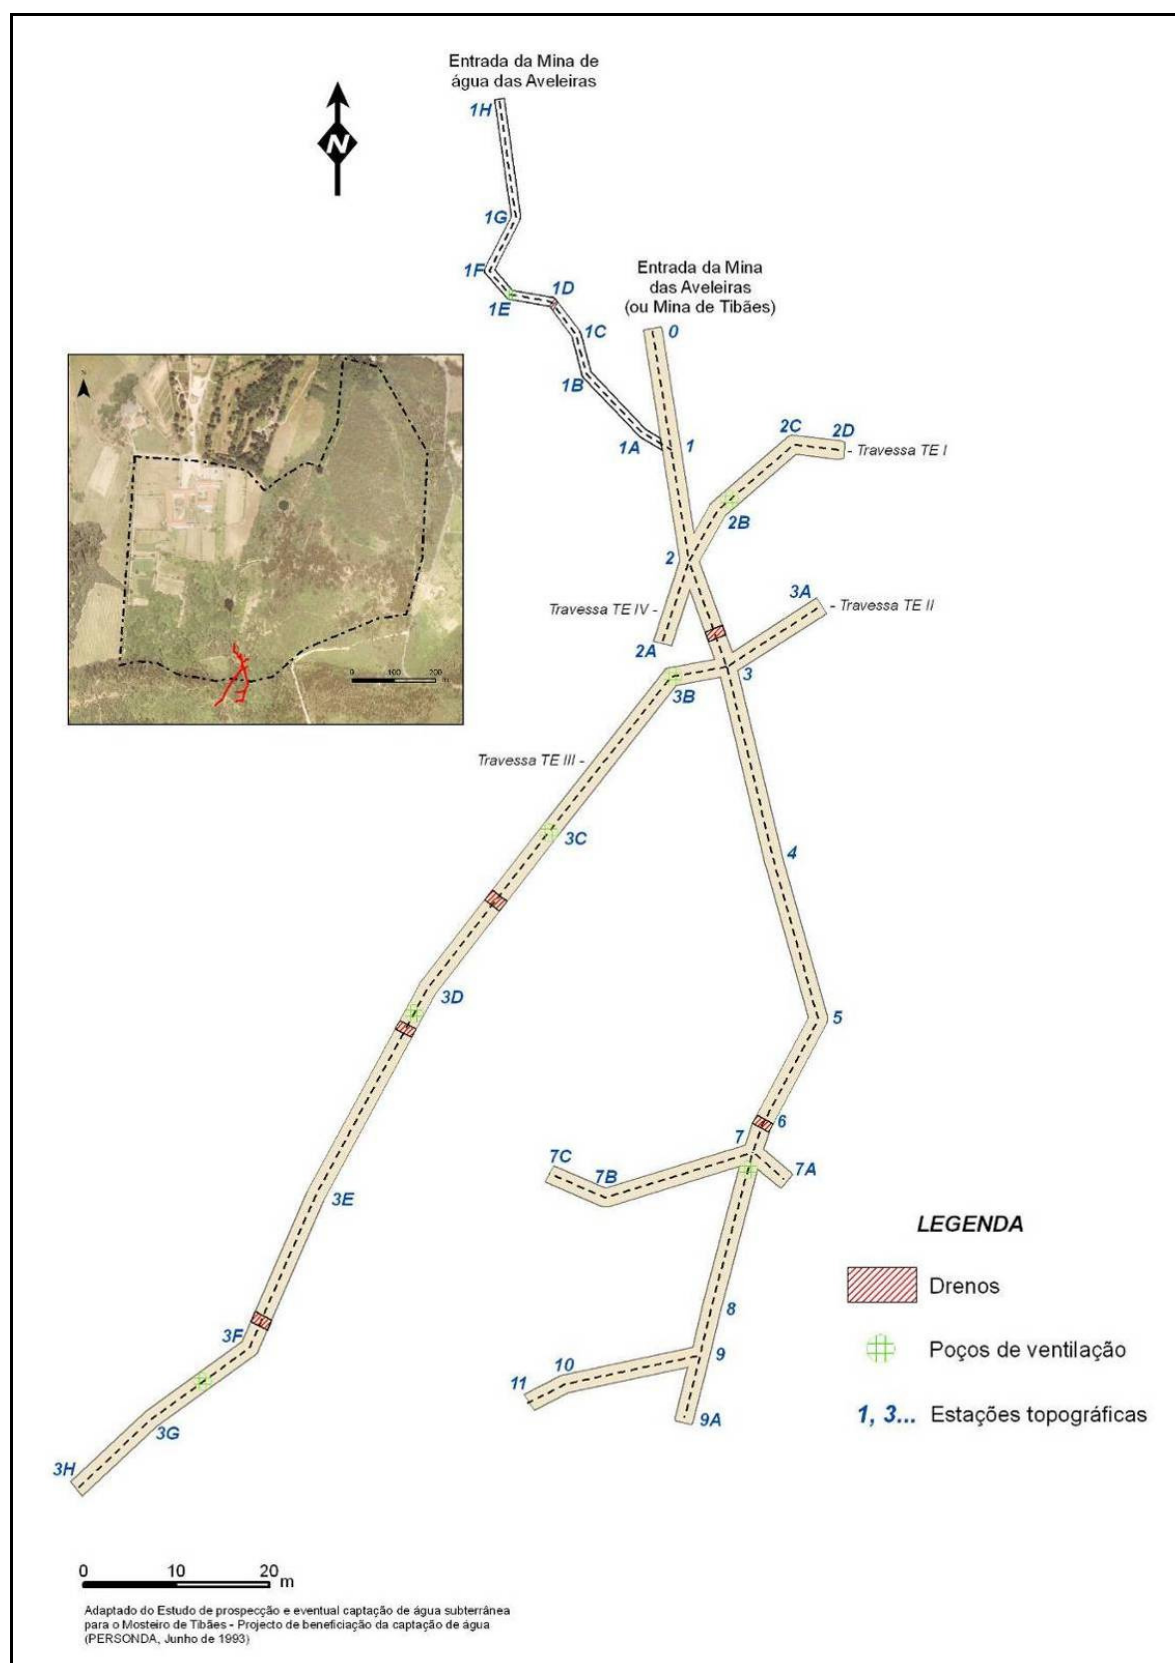 Entrada da Mina de
água das Aveleiras
1H
N
1G
1F
1D
1E
1C
1B
Entrada da Mina
das Aveleiras
(ou Mina de Tibães)
0
1A
1
2C
2D
- Travessa TE I
2B
2
Travessa TE IV -
3A
- Travessa TE II
2A
3
3B
Travessa TE III -
3C
4
3D
5
6
7
7C
7B
7A
3E
LEGENDA
Drenos
8
3F
Poços de ventilação
9
10
11
1, 3... Estações topográficas
9A
3G
3H
0 10 20 m
Adaptado do Estudo de prospecção e eventual captação de água subterrânea
para o Mosteiro de Tibães - Projecto de beneficiação da captação de água
(PERSONDA, Junho de 1993)